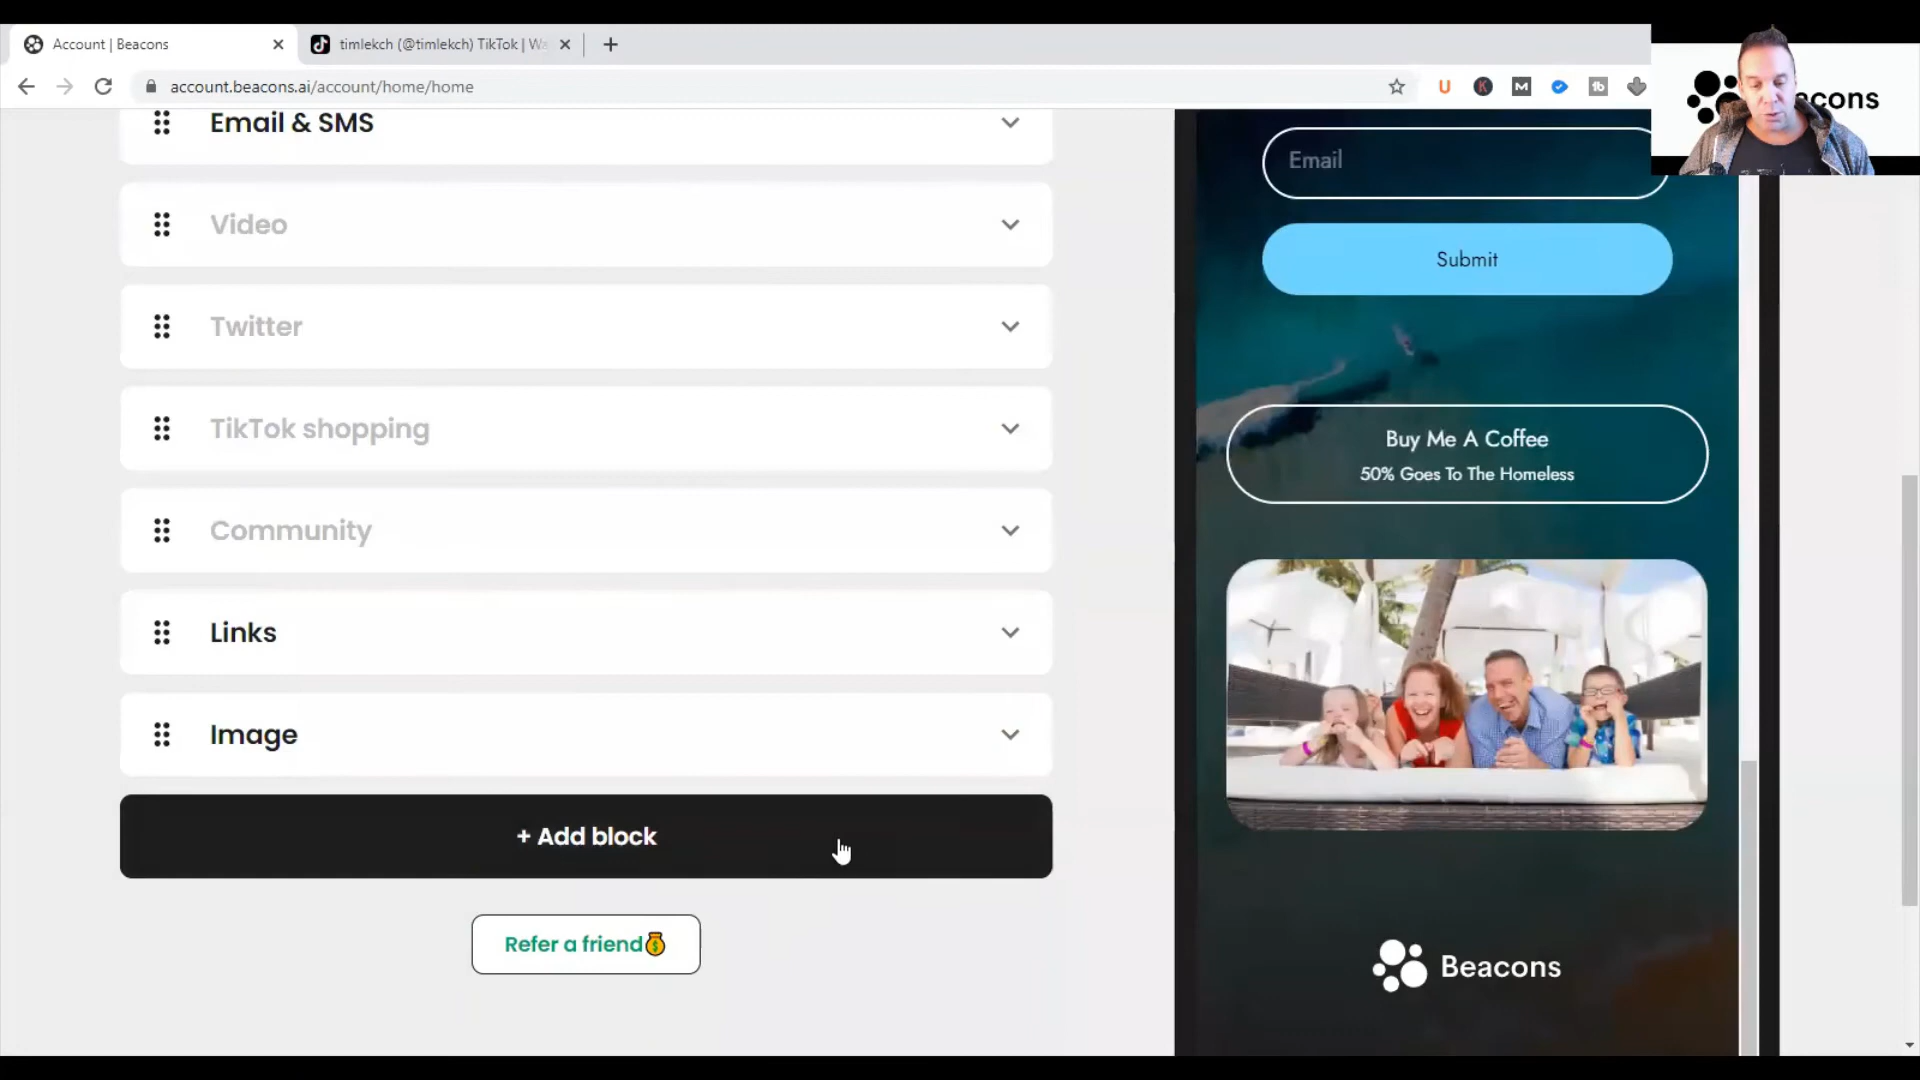 Account | Beacons
timlekch (@timlekch) TikTok | Wa
account.beacons.ai/account/home/home
Email & SMS
Video
Twitter
TikTok shopping
Community
Links
Image
+ Add block
Refer a friend
Email
Submit
Buy Me A Coffee
50% Goes To The Homeless
Beacons